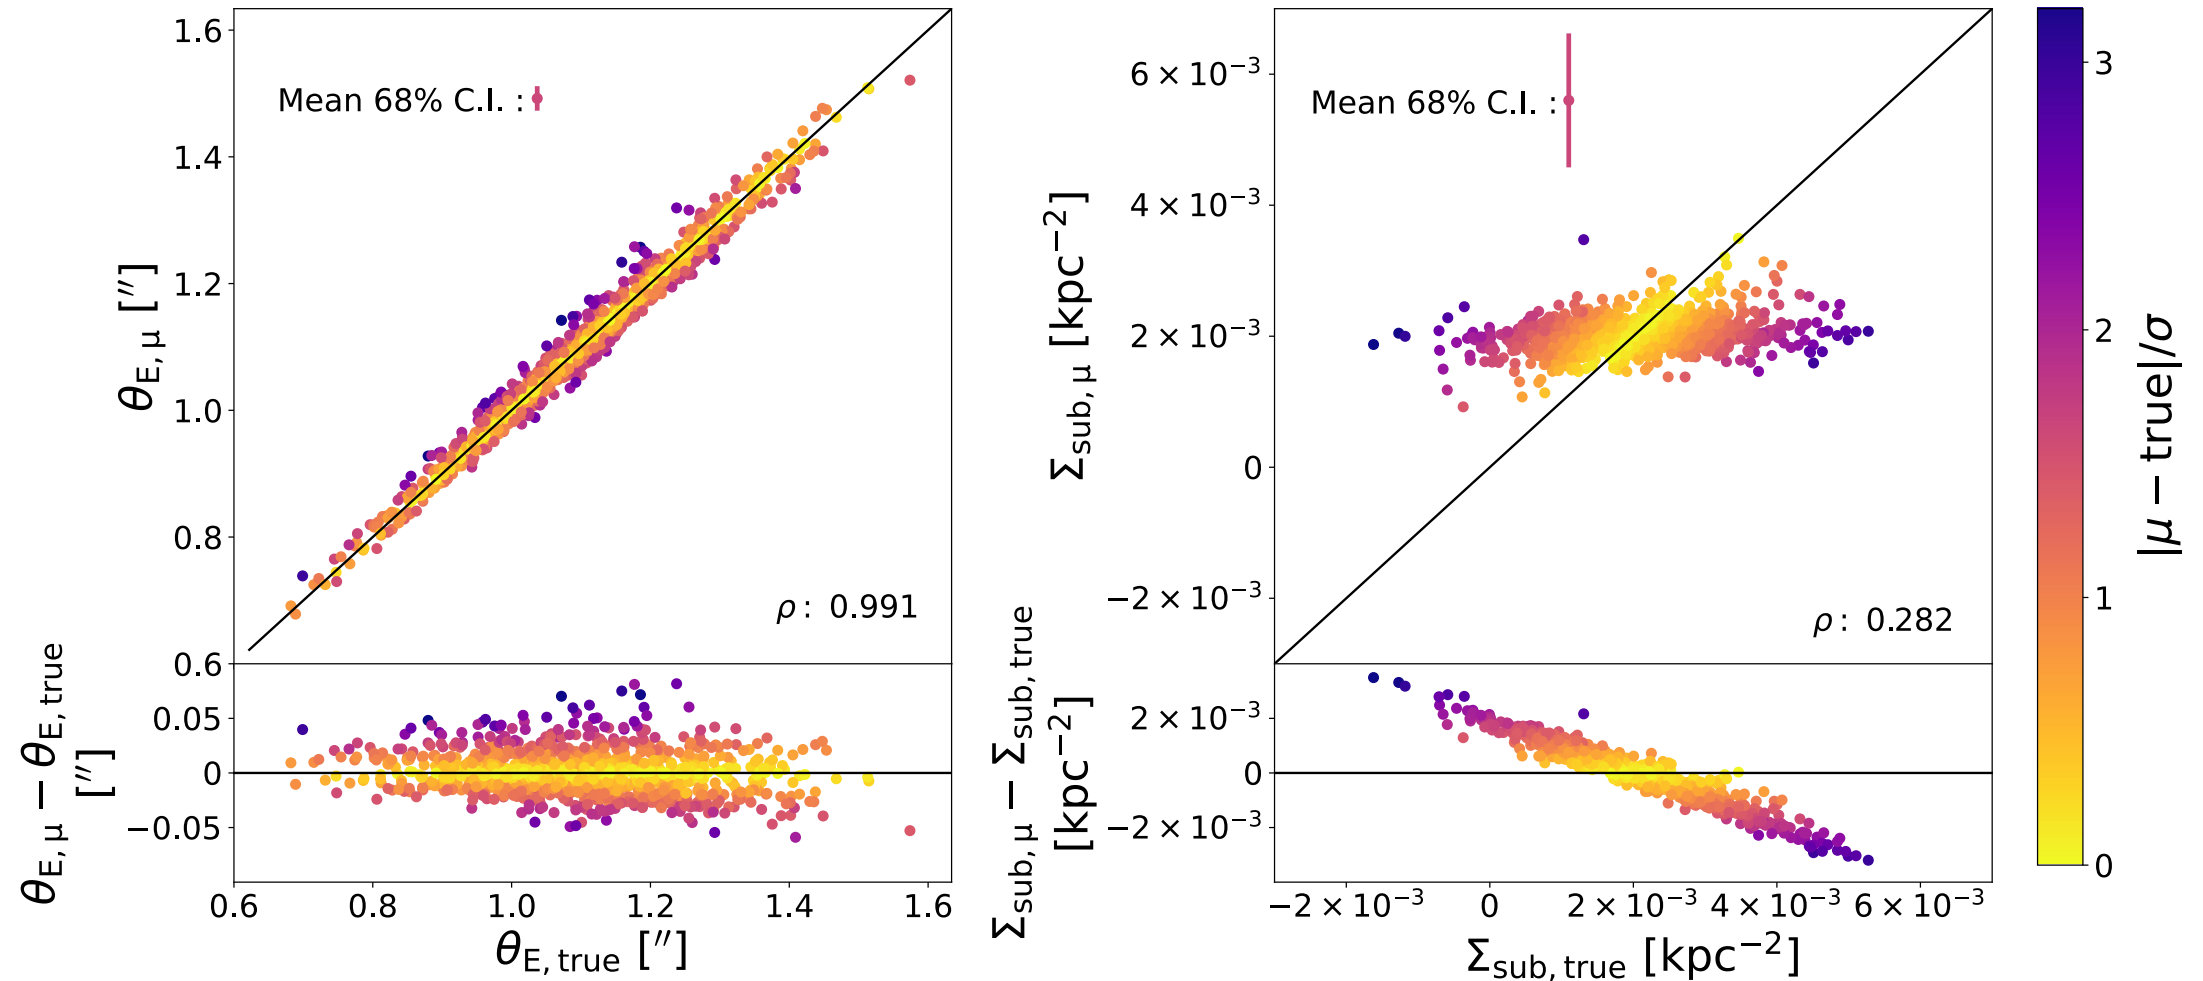 1.6
1.4
1.2
1.0
0.8
0.6
θE, μ [″]
Mean 68% C.I. :
ρ : 0.991
0.05
0
−0.05
θE, μ − θE, true
[″]
0.6 0.8 1.0 1.2 1.4 1.6
θE, true [″]
6 × 10⁻³
4 × 10⁻³
2 × 10⁻³
0
−2 × 10⁻³
Σsub, μ [kpc⁻²]
Mean 68% C.I. :
ρ : 0.282
2 × 10⁻³
0
−2 × 10⁻³
Σsub, μ − Σsub, true
[kpc⁻²]
−2 × 10⁻³ 0 2 × 10⁻³ 4 × 10⁻³ 6 × 10⁻³
Σsub, true [kpc⁻²]
3
2
1
0
|μ − true|/σ